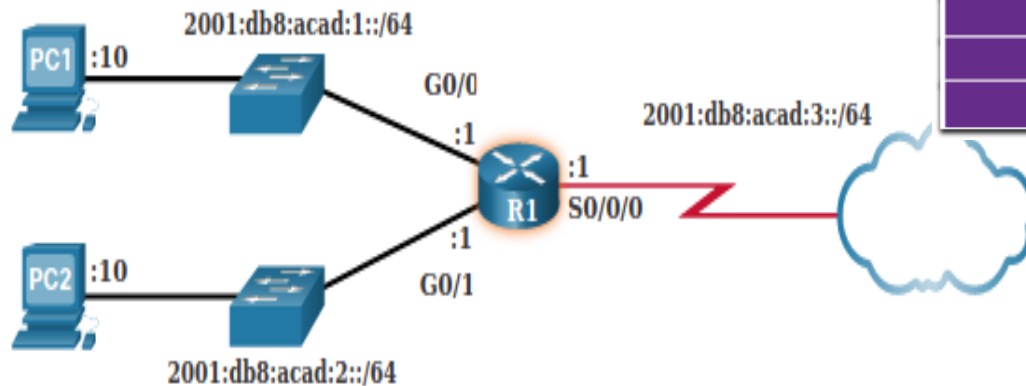 2001:db8:acad:1::/64
PC1
:10
G0/0
:1
2001:db8:acad:3::/64
:1
R1
S0/0/0
:1
G0/1
PC2
:10
2001:db8:acad:2::/64